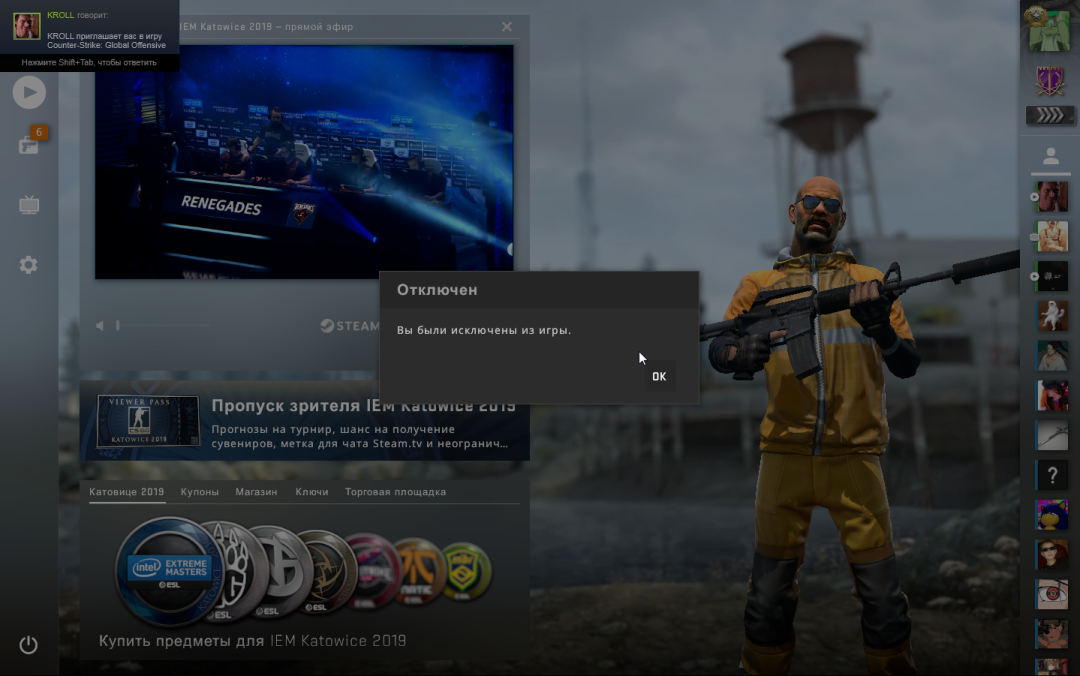 KROLL говорит:
KROLL приглашает вас в игру
Counter-Strike: Global Offensive
Нажмите Shift+Tab, чтобы ответить
IEM Katowice 2019 – прямой эфир
RENEGADES
6
STEAM
Отключен
Вы были исключены из игры.
OK
VIEWER PASS
CS:GO
KATOWICE 2019
Пропуск зрителя IEM Katowice 2019
Прогнозы на турнир, шанс на получение
сувениров, метка для чата Steam.tv и неогранич...
Катовице 2019 Купоны Магазин Ключи Торговая площадка
intel EXTREME
MASTERS
ESL
ESL
ESL
ESL
Купить предметы для IEM Katowice 2019
?